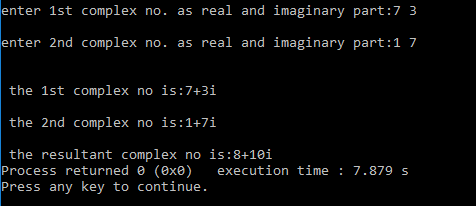 enter 1st complex no. as real and imaginary part:7 3
enter 2nd complex no. as real and imaginary part:1 7
the 1st complex no is:7+3i
the 2nd complex no is:1+7i
the resultant complex no is:8+10i
Process returned 0 (0x0)   execution time : 7.879 s
Press any key to continue.